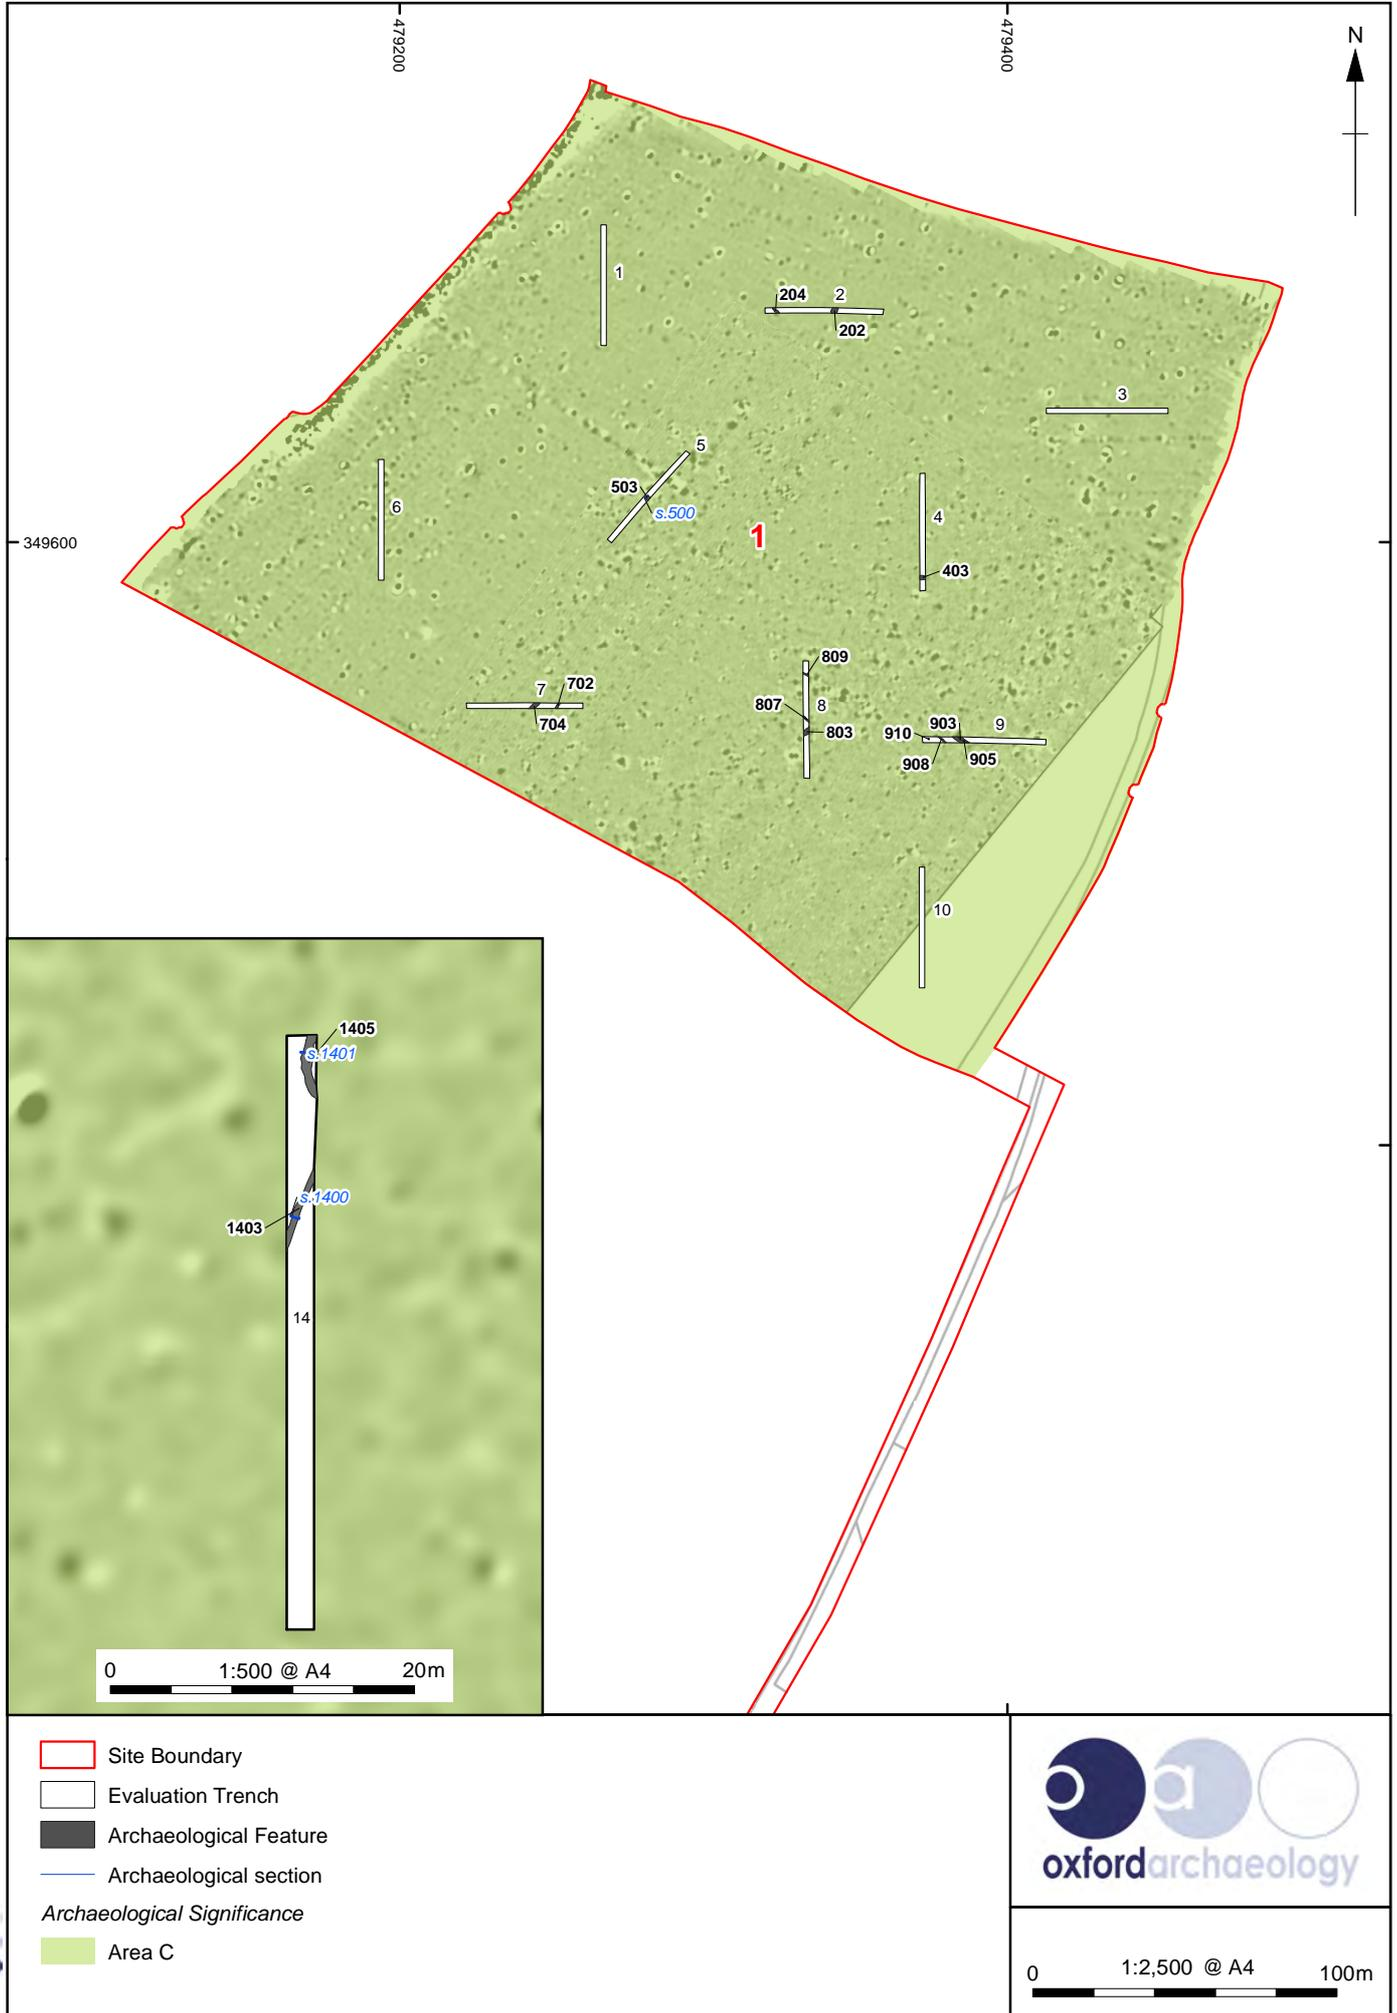 479200
479400
N
1
204
2
202
3
5
503
s.500
6
1
4
349600
403
809
7
702
807
8
704
803
903
9
910
908
905
10
1405
s.1401
s.1400
1403
14
0
1:500 @ A4
20m
Site Boundary
Evaluation Trench
Archaeological Feature
Archaeological section
Archaeological Significance
Area C
oa
oxfordarchaeology
0
1:2,500 @ A4
100m